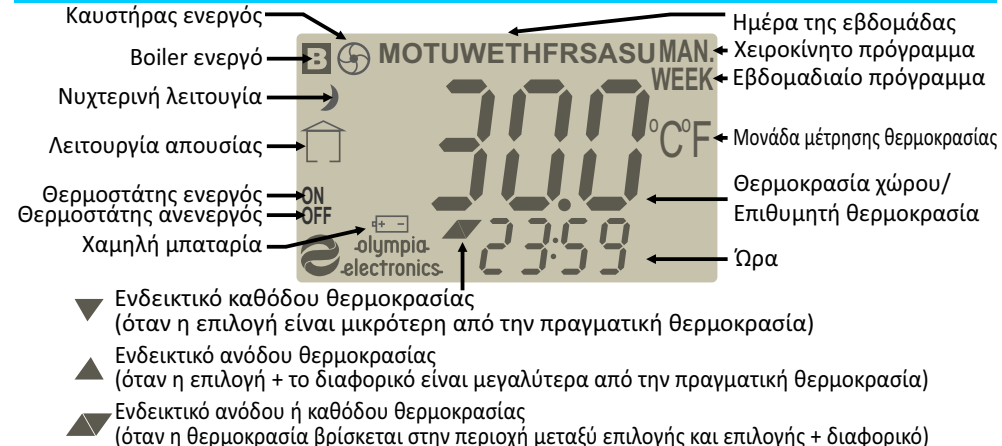 Καυστήρας ενεργός
Boiler ενεργό
Νυχτερινή λειτουγία
Λειτουργία απουσίας
Θερμοστάτης ενεργός
Θερμοστάτης ανενεργός
Χαμηλή μπαταρία
B MOTUWETHFRSASU MAN.
WEEK
30.0 °C°F
ON
OFF
+ -
olympia
electronics
23:59
Ημέρα της εβδομάδας
Χειροκίνητο πρόγραμμα
Εβδομαδιαίο πρόγραμμα
Μονάδα μέτρησης θερμοκρασίας
Θερμοκρασία χώρου/
Επιθυμητή θερμοκρασία
Ώρα
Ενδεικτικό καθόδου θερμοκρασίας
(όταν η επιλογή είναι μικρότερη από την πραγματική θερμοκρασία)
Ενδεικτικό ανόδου θερμοκρασίας
(όταν η επιλογή + το διαφορικό είναι μεγαλύτερα από την πραγματική θερμοκρασία)
Ενδεικτικό ανόδου ή καθόδου θερμοκρασίας
(όταν η θερμοκρασία βρίσκεται στην περιοχή μεταξύ επιλογής και επιλογής + διαφορικό)